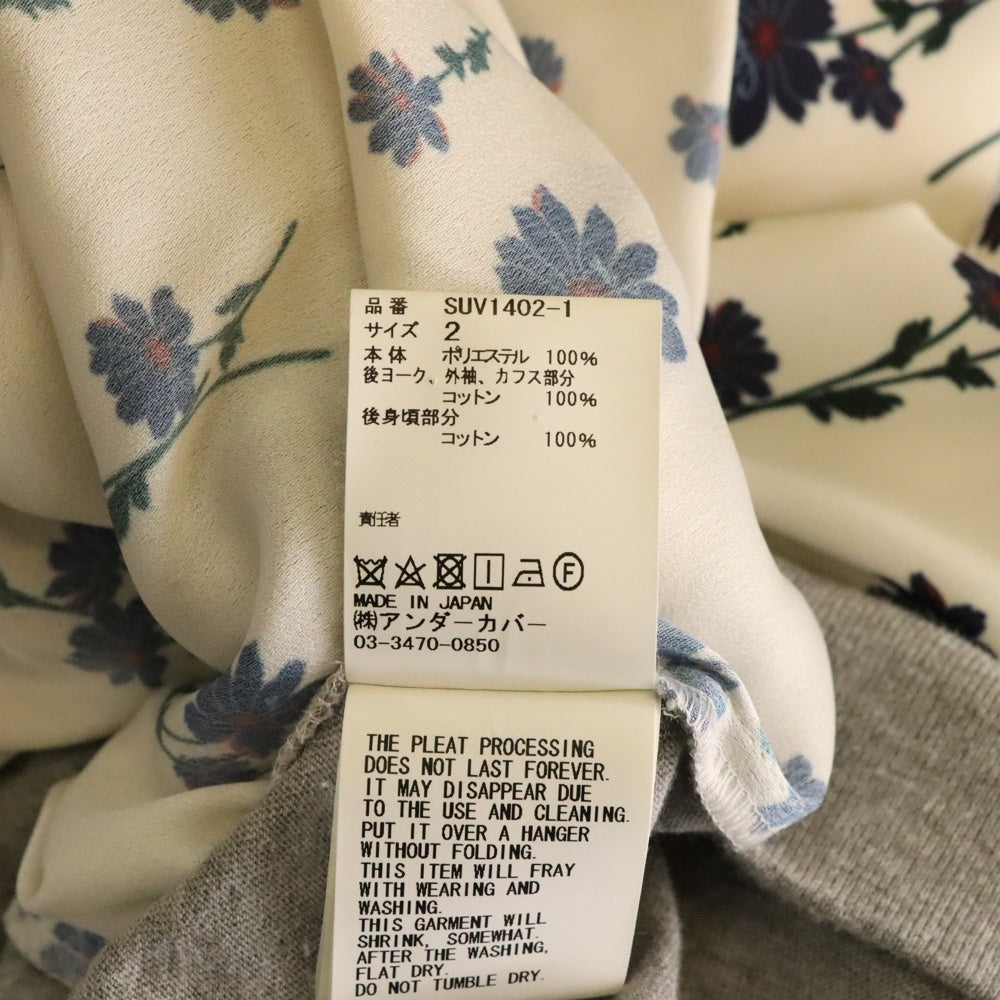 品番 SUV1402-1
サイズ 2
本体 ポリエステル 100%
後ヨーク、外袖、カフス部分
コットン 100%
後身頃部分
コットン 100%
責任者
F
MADE IN JAPAN
㈱アンダーカバー
03-3470-0850
THE PLEAT PROCESSING
DOES NOT LAST FOREVER.
IT MAY DISAPPEAR DUE
TO THE USE AND CLEANING.
PUT IT OVER A HANGER
WITHOUT FOLDING.
THIS ITEM WILL FRAY
WITH WEARING AND
WASHING.
THIS GARMENT WILL
SHRINK, SOMEWHAT.
AFTER THE WASHING,
FLAT DRY.
DO NOT TUMBLE DRY.